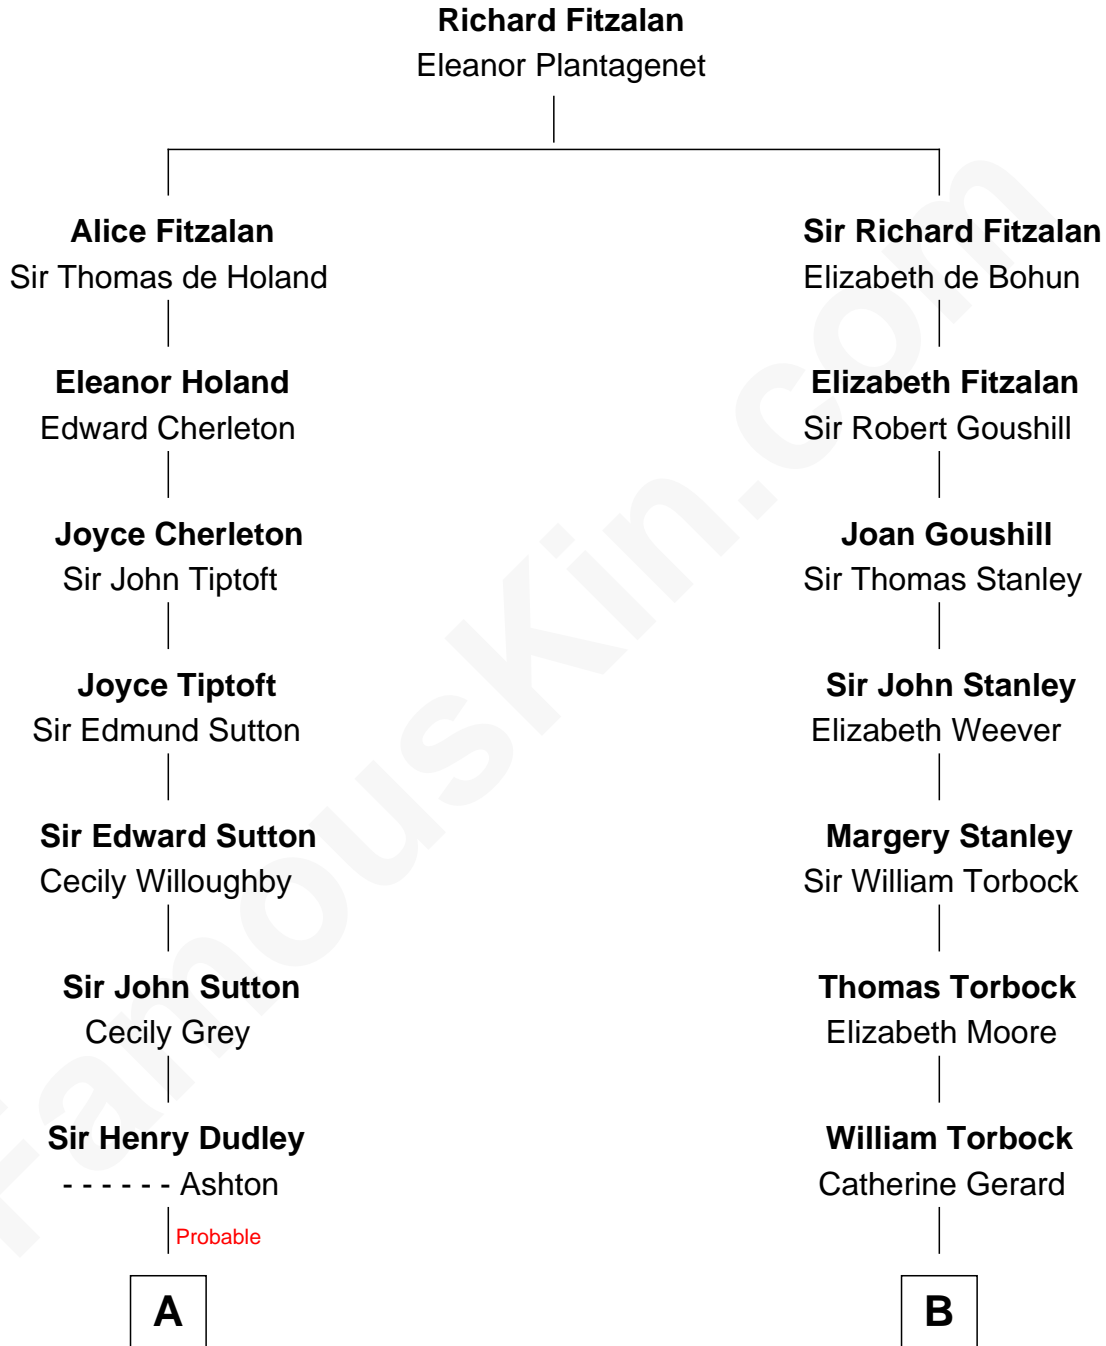 Richard Fitzalan
Eleanor Plantagenet
Alice Fitzalan
Sir Thomas de Holand
Sir Richard Fitzalan
Elizabeth de Bohun
Eleanor Holand
Edward Cherleton
Elizabeth Fitzalan
Sir Robert Goushill
Joyce Cherleton
Sir John Tiptoft
Joan Goushill
Sir Thomas Stanley
Joyce Tiptoft
Sir Edmund Sutton
Sir John Stanley
Elizabeth Weever
Sir Edward Sutton
Cecily Willoughby
Margery Stanley
Sir William Torbock
Sir John Sutton
Cecily Grey
Thomas Torbock
Elizabeth Moore
Sir Henry Dudley
- - - - - - Ashton
William Torbock
Catherine Gerard
Probable
A
B
FamousKin.com